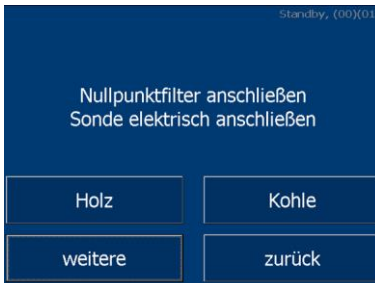 Standby, (00)(01
Nullpunktfilter anschließen
Sonde elektrisch anschließen
Holz
Kohle
weitere
zurück